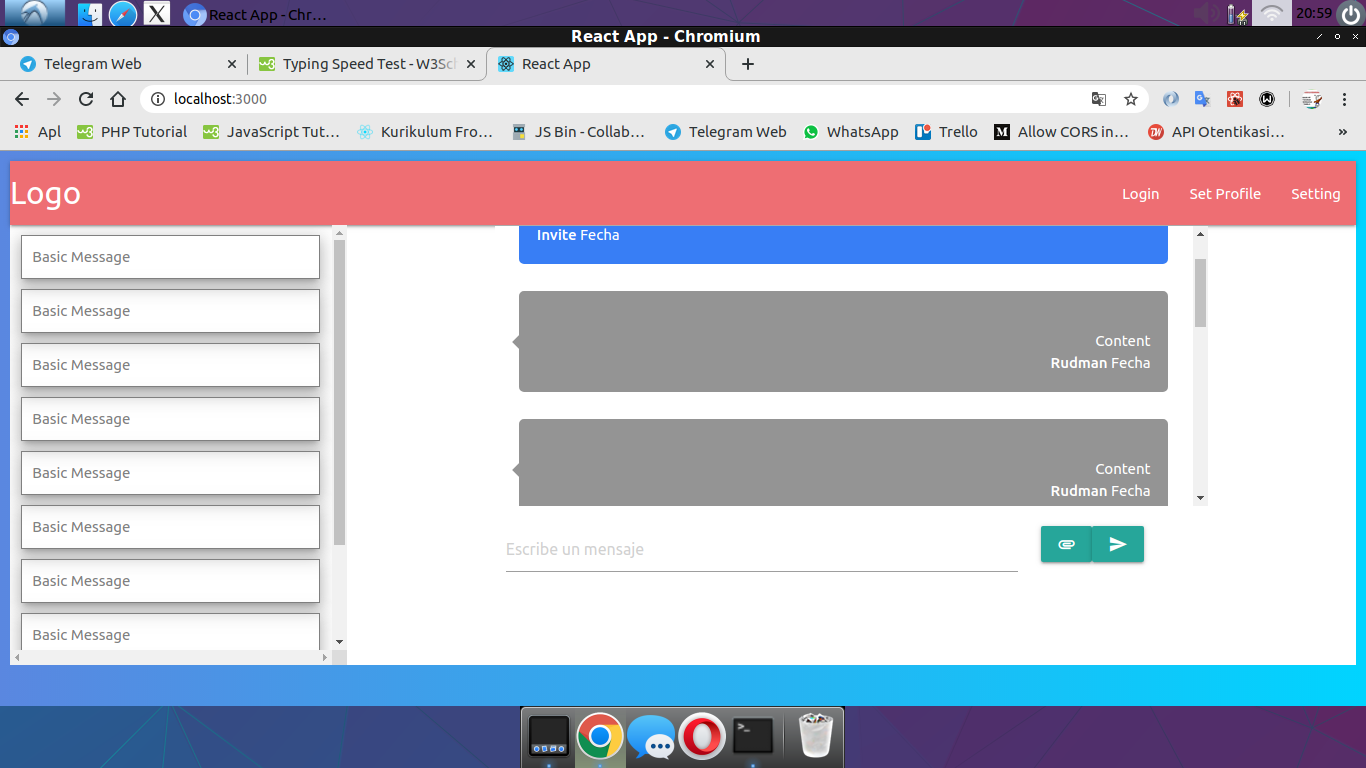 React App - Chr...
20:59
React App - Chromium
Telegram Web
Typing Speed Test - W3Sch
React App
localhost:3000
Apl
PHP Tutorial
JavaScript Tut...
Kurikulum Fro...
JS Bin - Collab...
Telegram Web
WhatsApp
Trello
Allow CORS in...
API Otentikasi...
»
Logo
Login
Set Profile
Setting
Basic Message
Basic Message
Basic Message
Basic Message
Basic Message
Basic Message
Basic Message
Basic Message
Invite Fecha
Content
Rudman Fecha
Content
Rudman Fecha
Escribe un mensaje